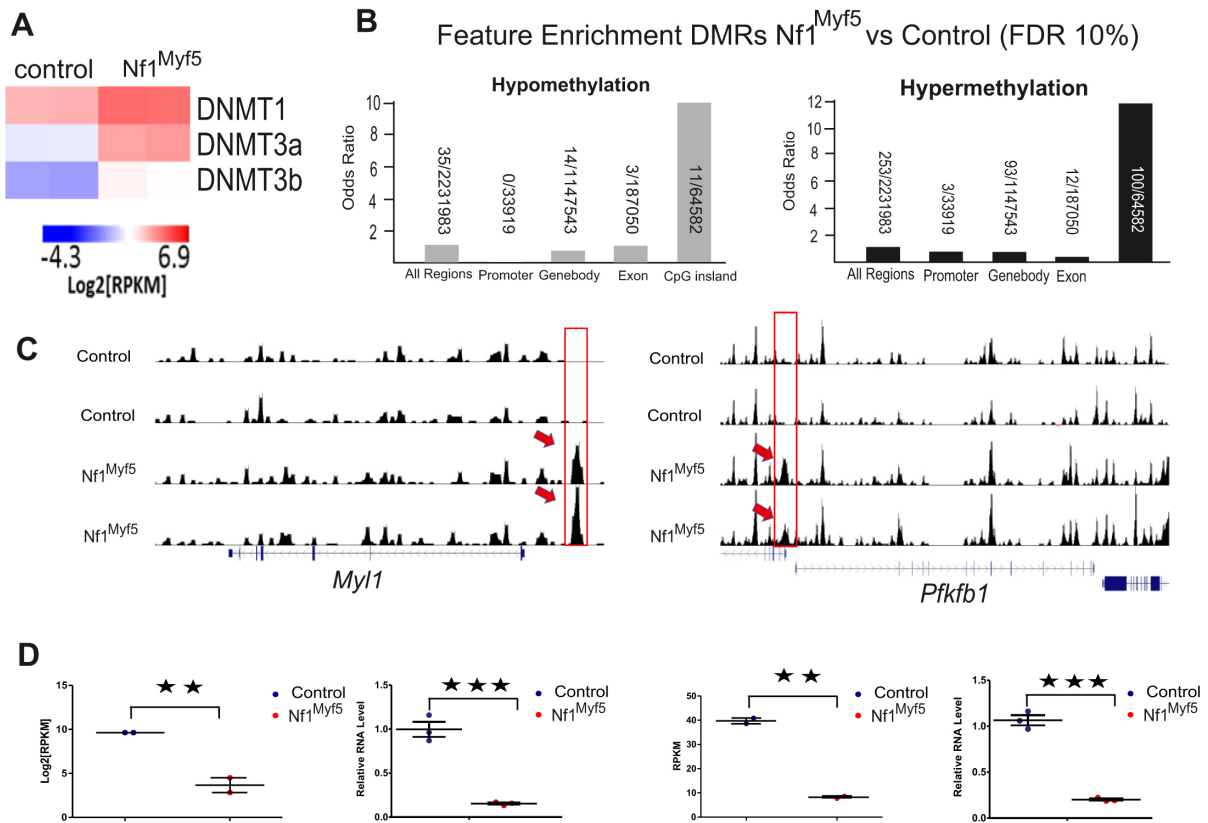 A
control Nf1Myf5
DNMT1
DNMT3a
DNMT3b
-4.3 6.9
Log2[RPKM]
B
Feature Enrichment DMRs Nf1Myf5 vs Control (FDR 10%)
Hypomethylation
Odds Ratio
10
8
6
4
2
35/2231983
0/33919
14/1147543
3/187050
11/64582
All Regions Promoter Genebody Exon CpG insland
Hypermethylation
Odds Ratio
12
10
8
6
4
2
253/2231983
3/33919
93/1147543
12/187050
100/64582
All Regions Promoter Genebody Exon
C
Control
Control
Nf1Myf5
Nf1Myf5
Myl1
Control
Control
Nf1Myf5
Nf1Myf5
Pfkfb1
D
Log2[RPKM]
15
10
5
0
Control
Nf1Myf5
Relative RNA Level
1.5
1.0
0.5
0.0
Control
Nf1Myf5
RPKM
50
40
30
20
10
0
Control
Nf1Myf5
Relative RNA Level
1.5
1.0
0.5
0.0
Control
Nf1Myf5